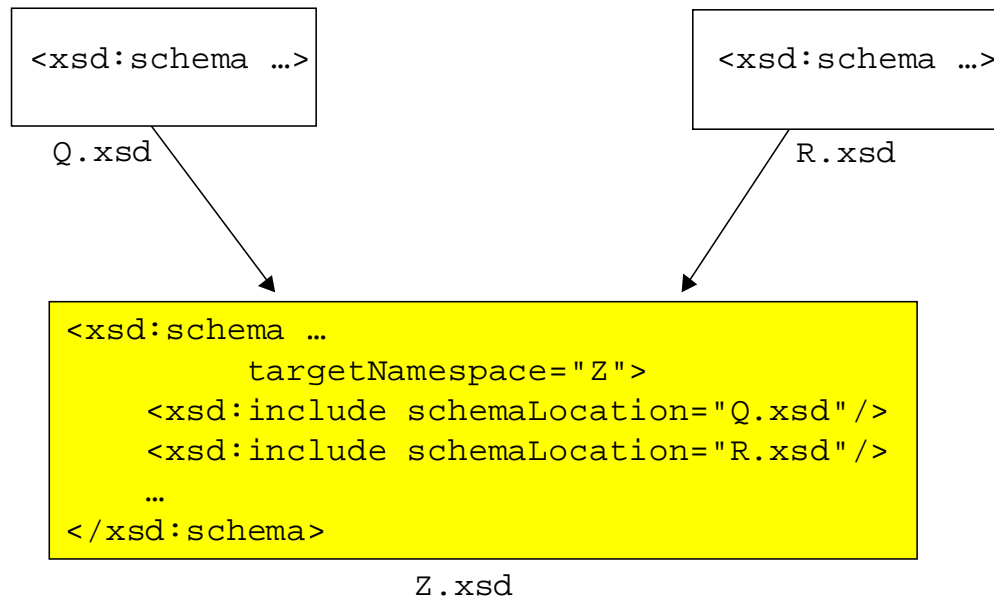 <xsd:schema …>
Q.xsd
<xsd:schema …>
R.xsd
<xsd:schema …
targetNamespace="Z">
<xsd:include schemaLocation="Q.xsd"/>
<xsd:include schemaLocation="R.xsd"/>
…
</xsd:schema>
Z.xsd